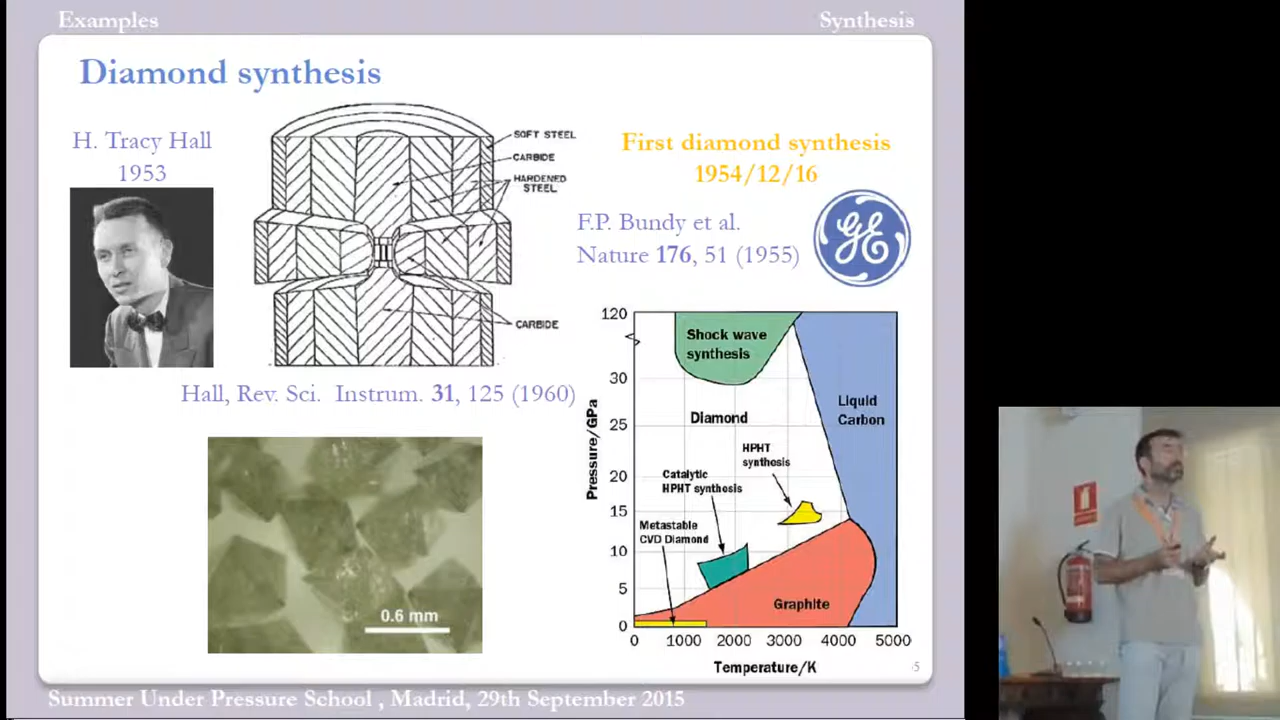 Examples
Synthesis
Diamond synthesis
H. Tracy Hall
1953
SOFT STEEL
CARBIDE
HARDENED
STEEL
CARBIDE
First diamond synthesis
1954/12/16
F.P. Bundy et al.
Nature 176, 51 (1955)
GE
Hall, Rev. Sci. Instrum. 31, 125 (1960)
0.6 mm
120
30
25
20
15
10
5
0
Pressure/GPa
Shock wave
synthesis
Liquid
Carbon
Diamond
HPHT
synthesis
Catalytic
HPHT synthesis
Metastable
CVD Diamond
Graphite
0 1000 2000 3000 4000 5000
Temperature/K
Summer Under Pressure School , Madrid, 29th September 2015